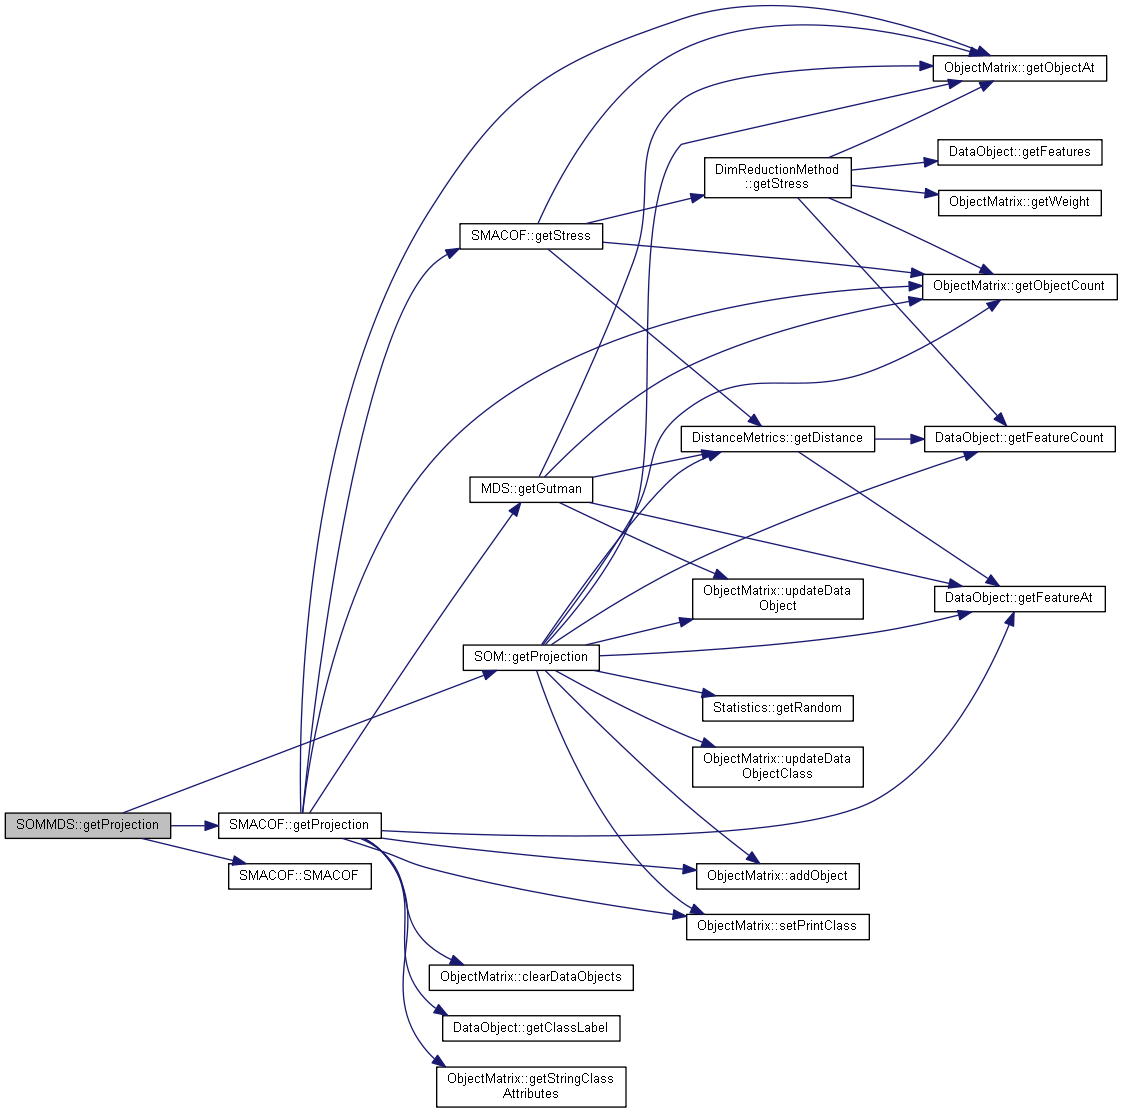 ObjectMatrix::getObjectAt
DataObject::getFeatures
DimReductionMethod
::getStress
ObjectMatrix::getWeight
SMACOF::getStress
ObjectMatrix::getObjectCount
DistanceMetrics::getDistance
DataObject::getFeatureCount
MDS::getGutman
ObjectMatrix::updateData
Object
DataObject::getFeatureAt
SOM::getProjection
Statistics::getRandom
ObjectMatrix::updateData
ObjectClass
SOMMDS::getProjection
SMACOF::getProjection
SMACOF::SMACOF
ObjectMatrix::addObject
ObjectMatrix::setPrintClass
ObjectMatrix::clearDataObjects
DataObject::getClassLabel
ObjectMatrix::getStringClass
Attributes